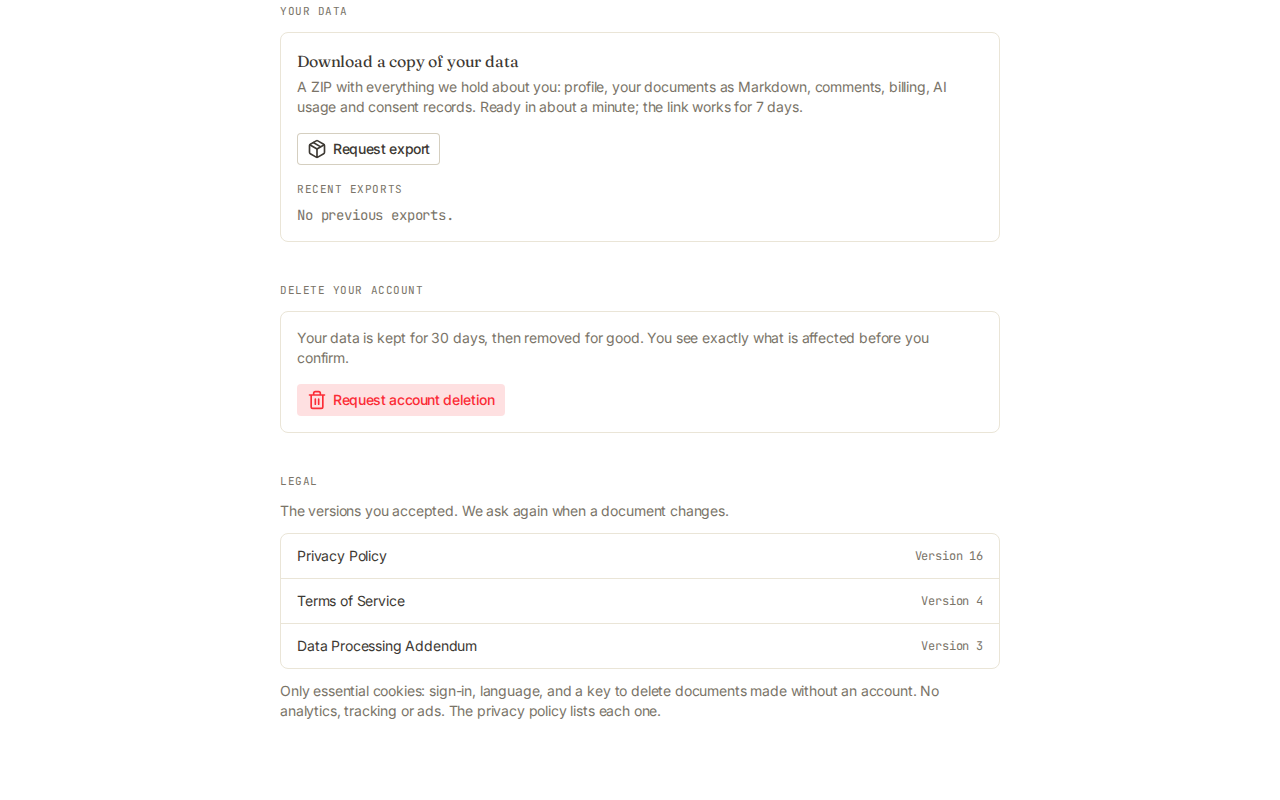 YOUR DATA
Download a copy of your data
A ZIP with everything we hold about you: profile, your documents as Markdown, comments, billing, AI
usage and consent records. Ready in about a minute; the link works for 7 days.
Request export
RECENT EXPORTS
No previous exports.
DELETE YOUR ACCOUNT
Your data is kept for 30 days, then removed for good. You see exactly what is affected before you
confirm.
Request account deletion
LEGAL
The versions you accepted. We ask again when a document changes.
Privacy Policy Version 16
Terms of Service Version 4
Data Processing Addendum Version 3
Only essential cookies: sign-in, language, and a key to delete documents made without an account. No
analytics, tracking or ads. The privacy policy lists each one.